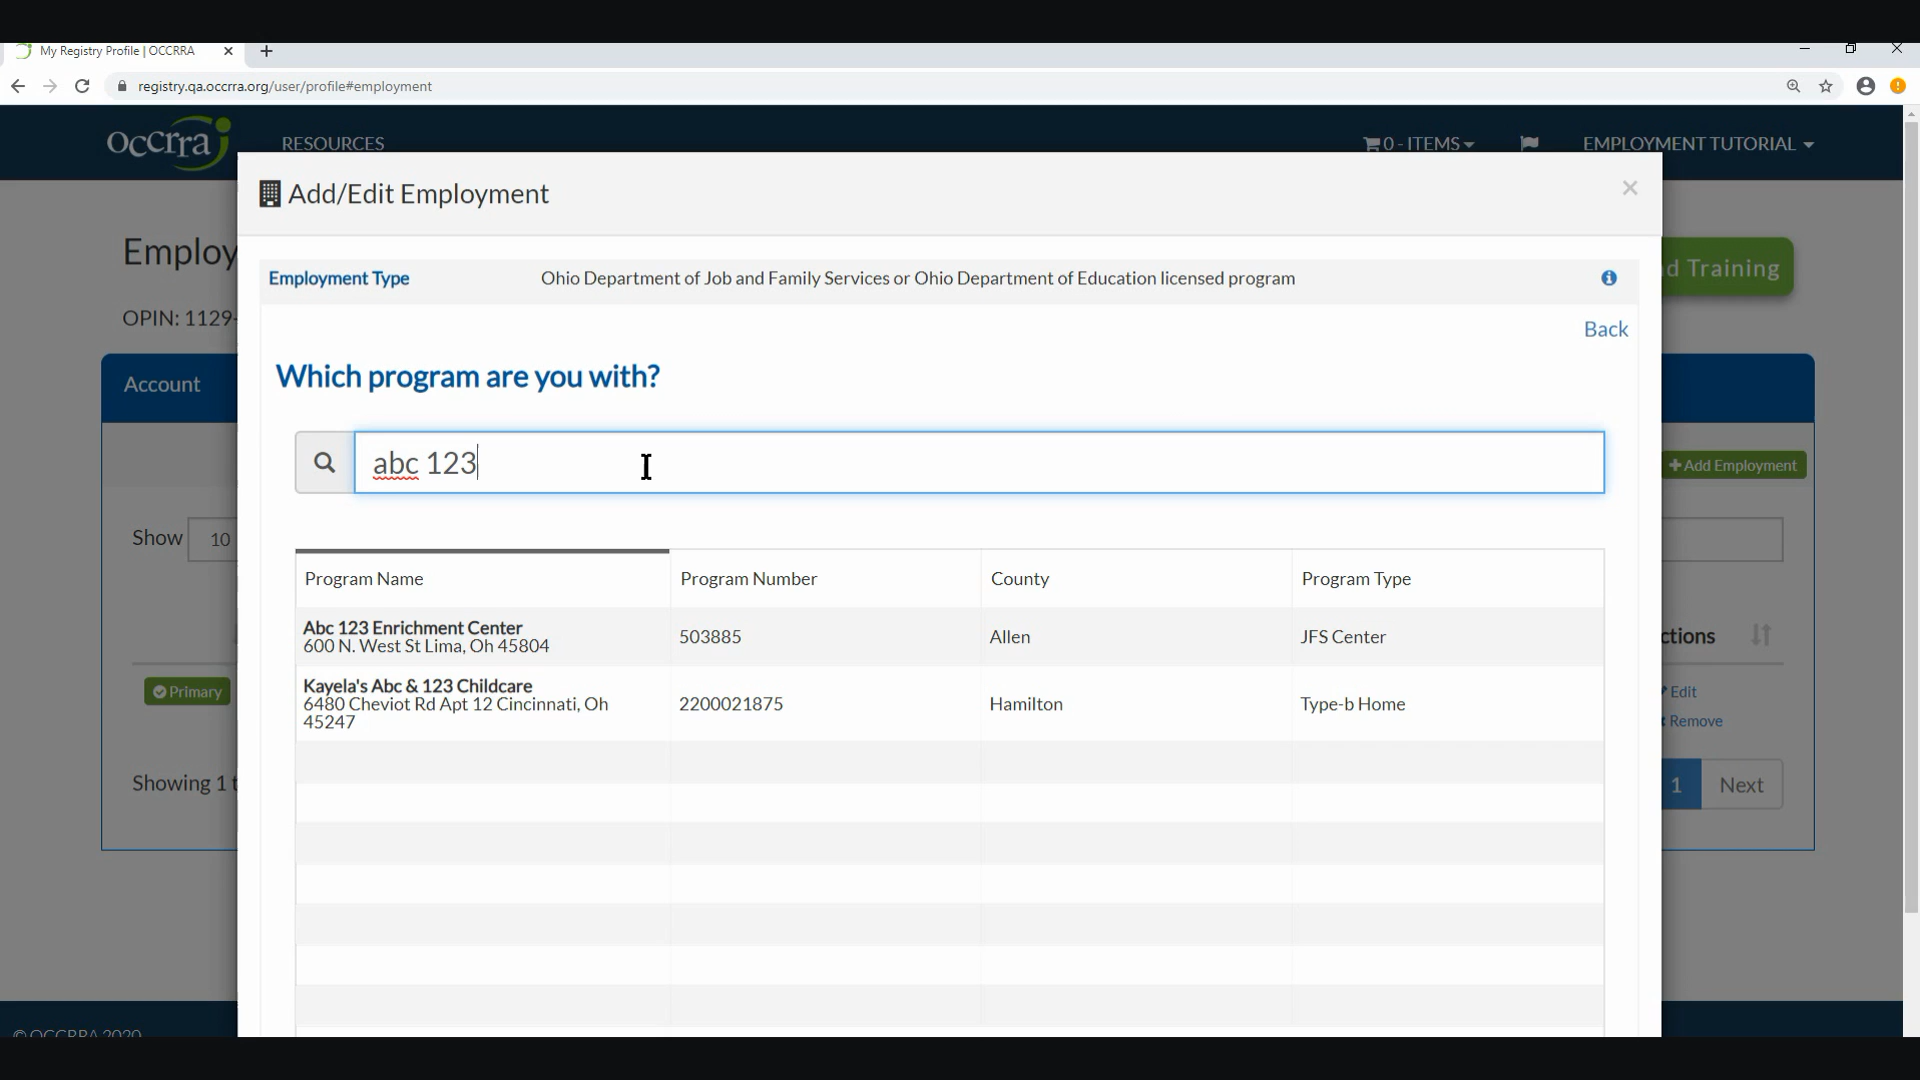 My Registry Profile | OCCRRA
registry.qa.occrra.org/user/profile#employment
occrra
RESOURCES
0 - ITEMS
EMPLOYMENT TUTORIAL
Add/Edit Employment
Employ
d Training
Employment Type
Ohio Department of Job and Family Services or Ohio Department of Education licensed program
OPIN: 1129-
Back
Which program are you with?
Account
abc 123
Add Employment
Show
10
Program Name
Program Number
County
Program Type
Abc 123 Enrichment Center
600 N. West St Lima, Oh 45804
503885
Allen
JFS Center
ctions
Kayela's Abc & 123 Childcare
6480 Cheviot Rd Apt 12 Cincinnati, Oh
45247
2200021875
Hamilton
Type-b Home
Primary
Edit
Remove
Showing 1 t
1
Next
© OCCRRA 2020